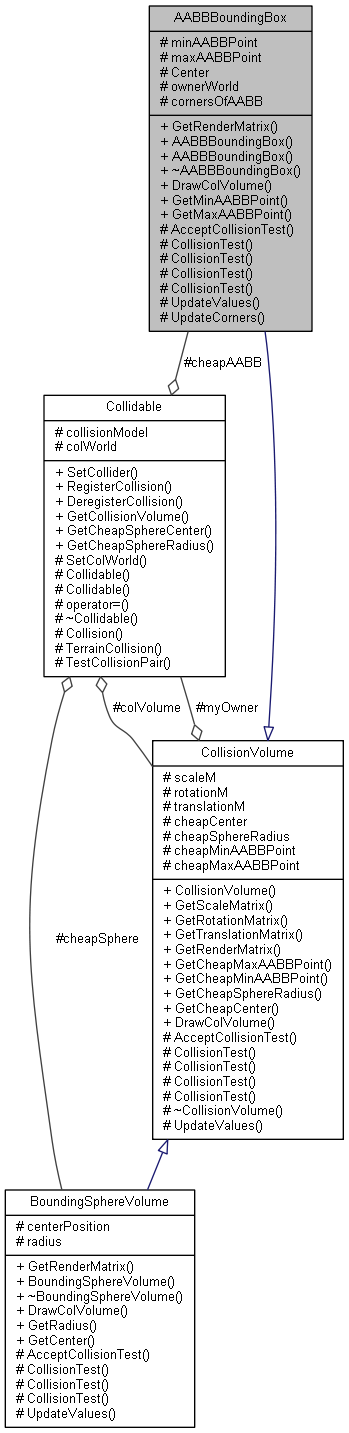 AABBBoundingBox
# minAABBPoint
# maxAABBPoint
# Center
# ownerWorld
# cornersOfAABB
+ GetRenderMatrix()
+ AABBBoundingBox()
+ AABBBoundingBox()
+ ~AABBBoundingBox()
+ DrawColVolume()
+ GetMinAABBPoint()
+ GetMaxAABBPoint()
# AcceptCollisionTest()
# CollisionTest()
# CollisionTest()
# CollisionTest()
# CollisionTest()
# UpdateValues()
# UpdateCorners()
#cheapAABB
Collidable
# collisionModel
# colWorld
+ SetCollider()
+ RegisterCollision()
+ DeregisterCollision()
+ GetCollisionVolume()
+ GetCheapSphereCenter()
+ GetCheapSphereRadius()
# SetColWorld()
# Collidable()
# Collidable()
# operator=()
# ~Collidable()
# Collision()
# TerrainCollision()
# TestCollisionPair()
#colVolume
#myOwner
CollisionVolume
# scaleM
# rotationM
# translationM
# cheapCenter
# cheapSphereRadius
# cheapMinAABBPoint
# cheapMaxAABBPoint
+ CollisionVolume()
+ GetScaleMatrix()
+ GetRotationMatrix()
+ GetTranslationMatrix()
+ GetRenderMatrix()
+ GetCheapMaxAABBPoint()
+ GetCheapMinAABBPoint()
+ GetCheapSphereRadius()
+ GetCheapCenter()
+ DrawColVolume()
# AcceptCollisionTest()
# CollisionTest()
# CollisionTest()
# CollisionTest()
# CollisionTest()
# ~CollisionVolume()
# UpdateValues()
#cheapSphere
BoundingSphereVolume
# centerPosition
# radius
+ GetRenderMatrix()
+ BoundingSphereVolume()
+ ~BoundingSphereVolume()
+ DrawColVolume()
+ GetRadius()
+ GetCenter()
# AcceptCollisionTest()
# CollisionTest()
# CollisionTest()
# CollisionTest()
# UpdateValues()